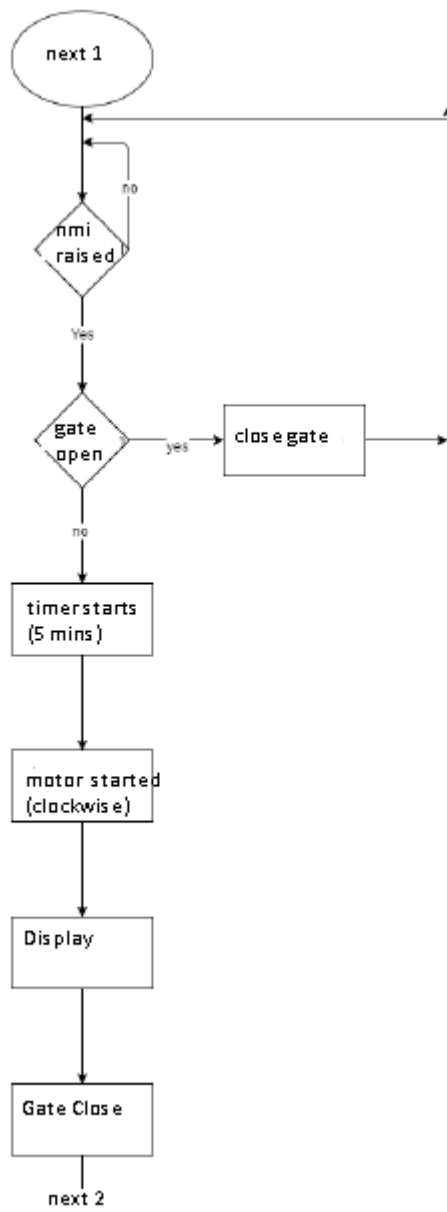 next 1
no
nmi
raised
Yes
gate
open
yes
close gate
no
timer starts
(5 mins)
motor started
(clockwise)
Display
Gate Close
next 2